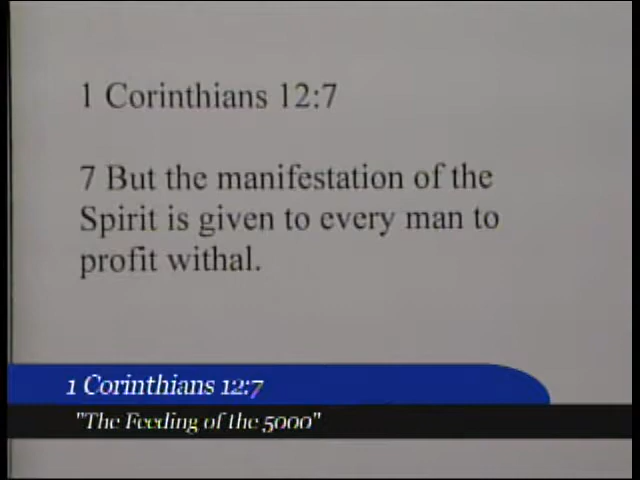 1 Corinthians 12:7
7 But the manifestation of the
Spirit is given to every man to
profit withal.
1 Corinthians 12:7
"The Feeding of the 5000"